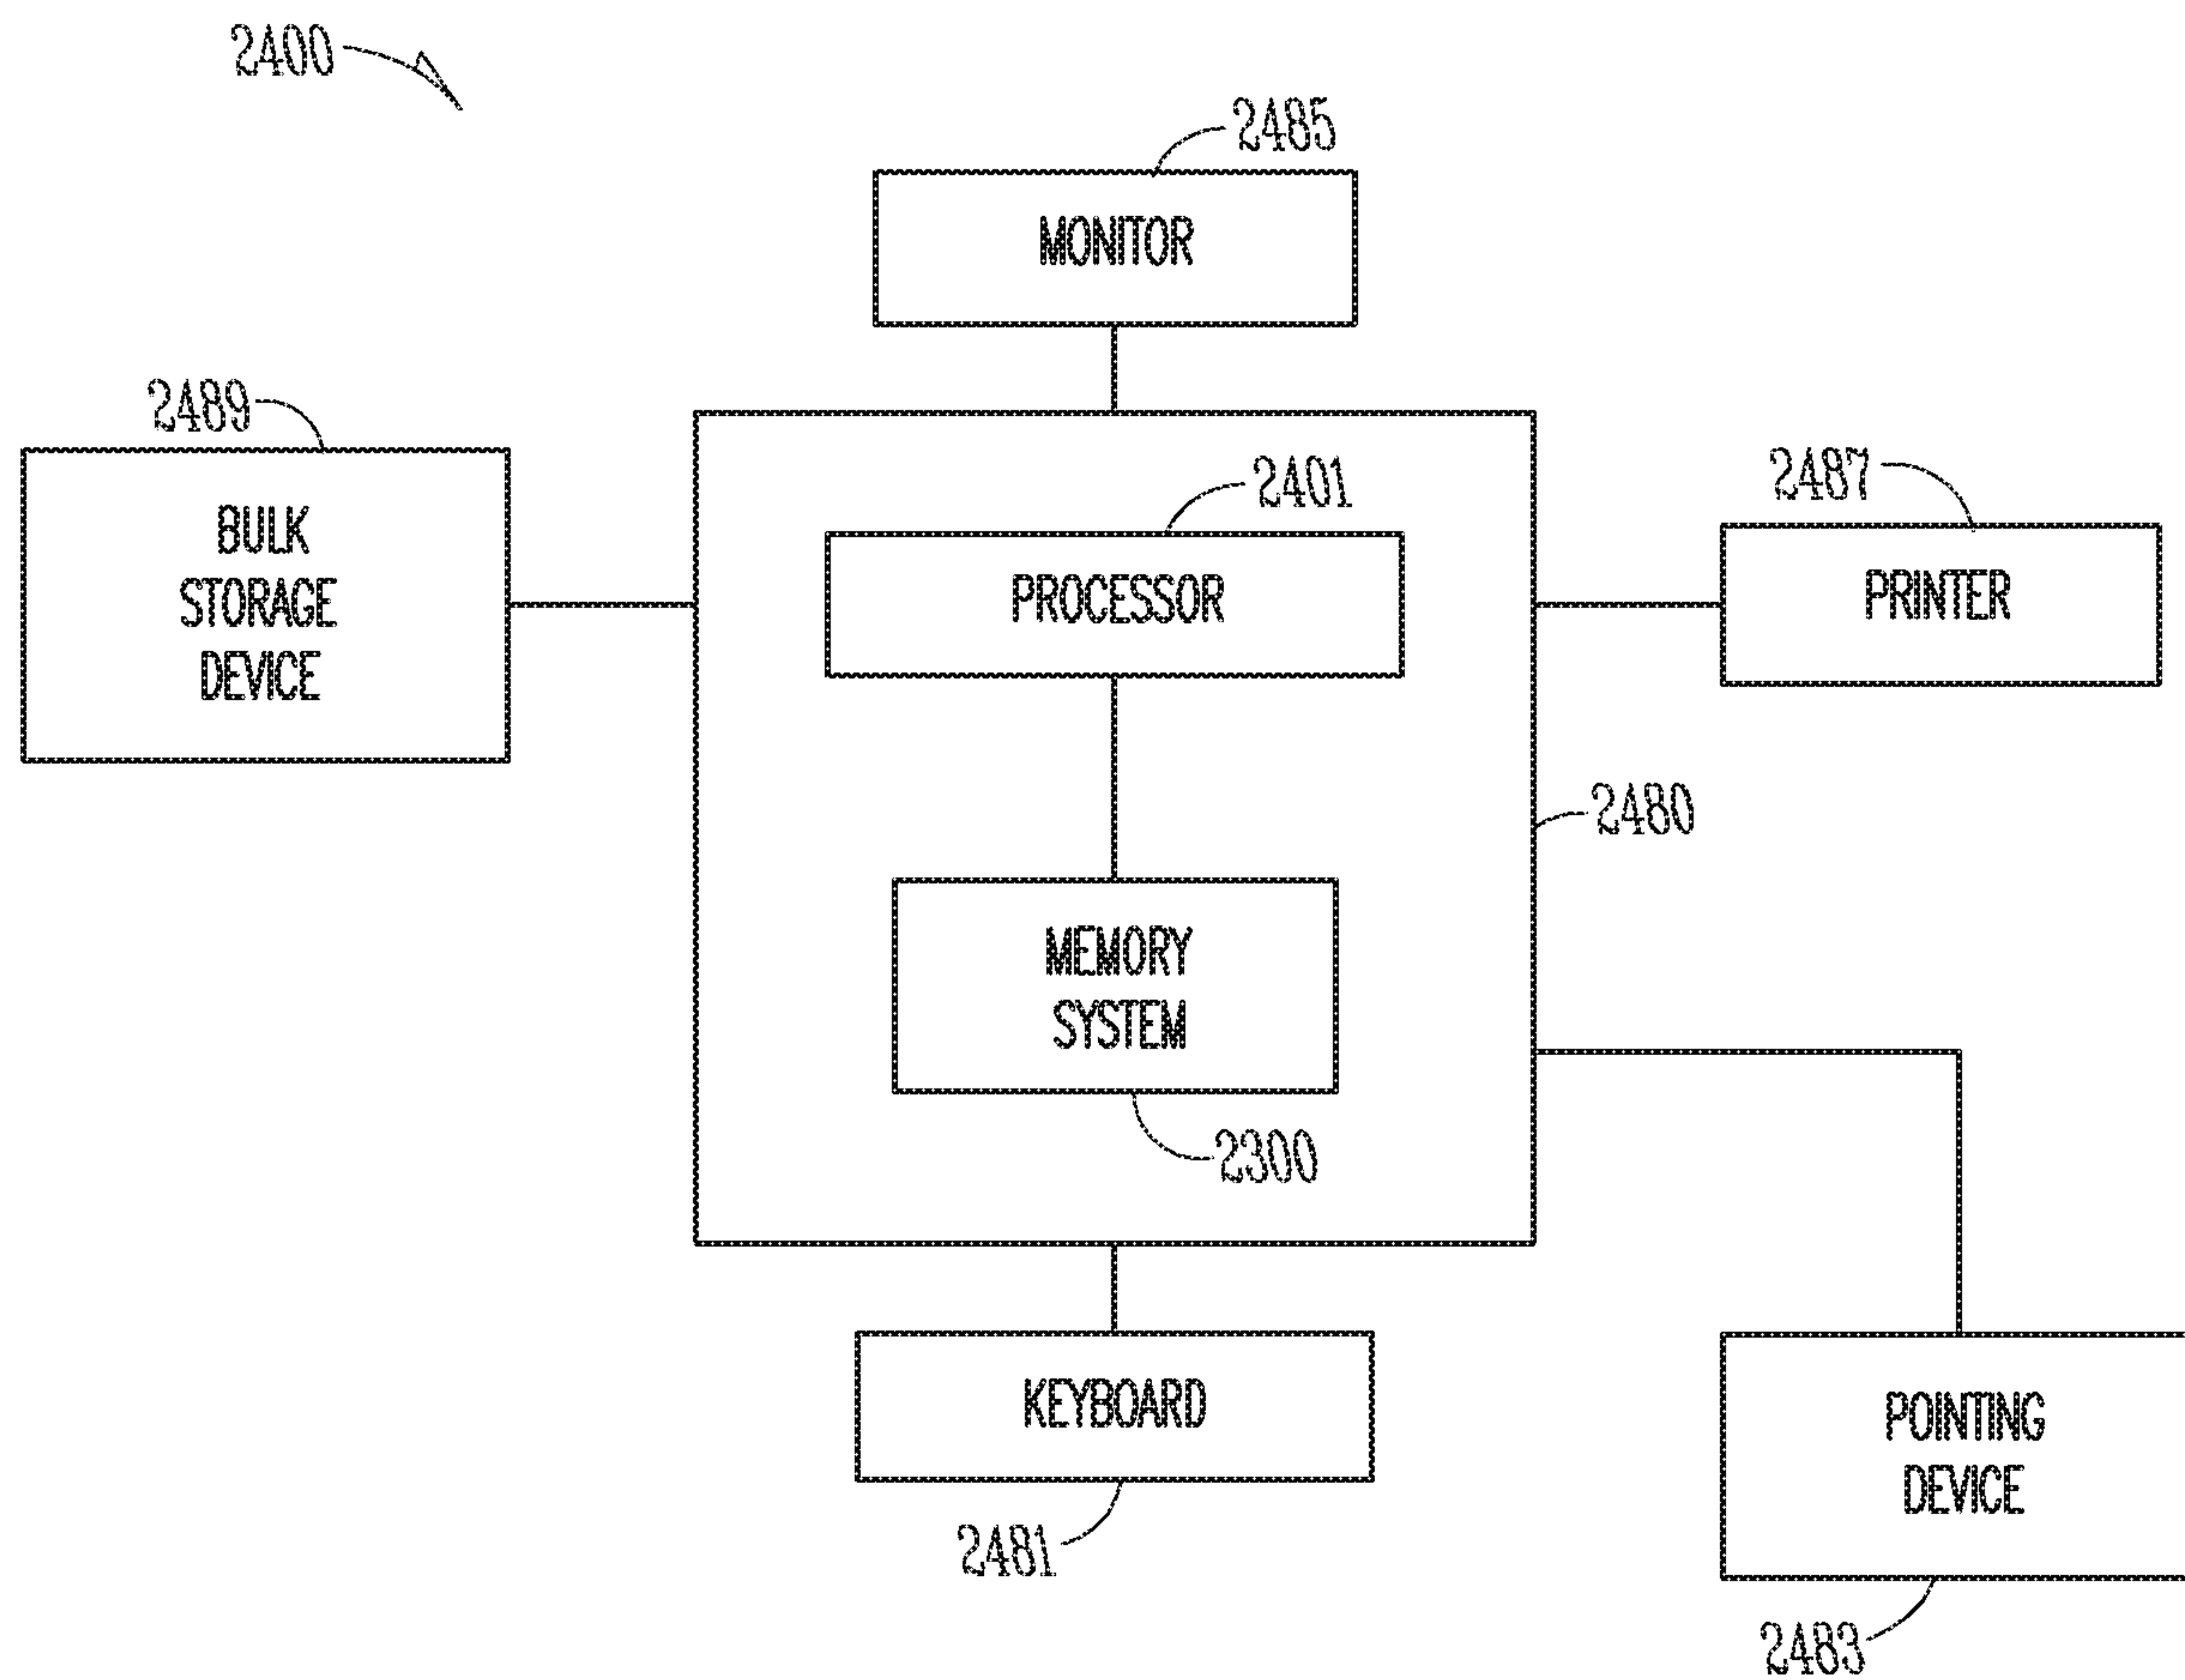 2400
2485
MONITOR
2489
BULK
STORAGE
DEVICE
2401
PROCESSOR
2487
PRINTER
2480
MEMORY
SYSTEM
2300
KEYBOARD
2481
POINTING
DEVICE
2483